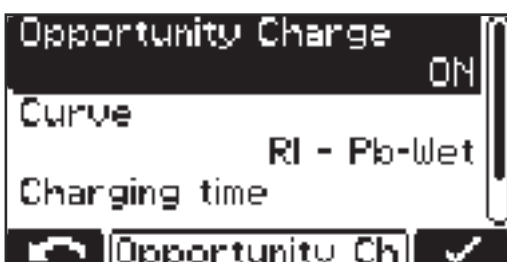 Opportunity Charge
ON
Curve
RI - Pb-Wet
Charging time
Opportunity Ch